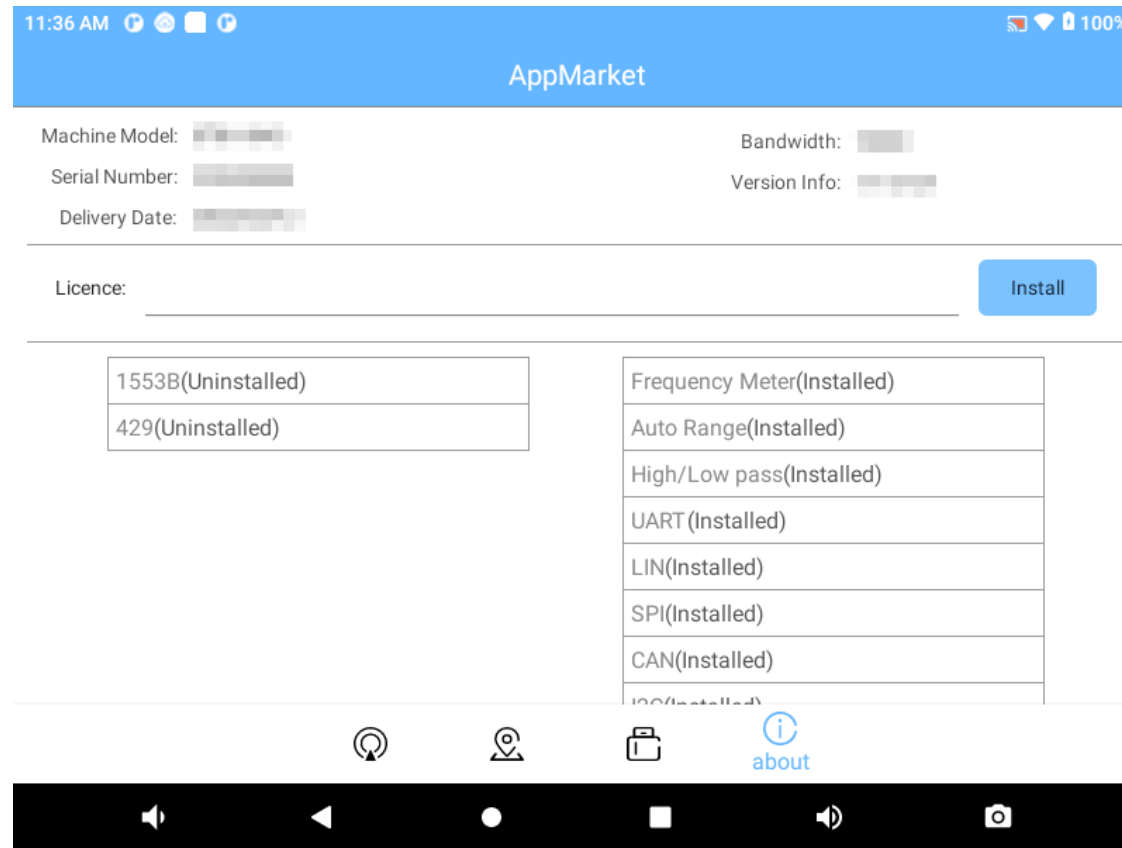 11:36 AM 100%
AppMarket
Machine Model:
Serial Number:
Delivery Date:
Bandwidth:
Version Info:
Licence:
Install
1553B(Uninstalled)
429(Uninstalled)
Frequency Meter(Installed)
Auto Range(Installed)
High/Low pass(Installed)
UART(Installed)
LIN(Installed)
SPI(Installed)
CAN(Installed)
about